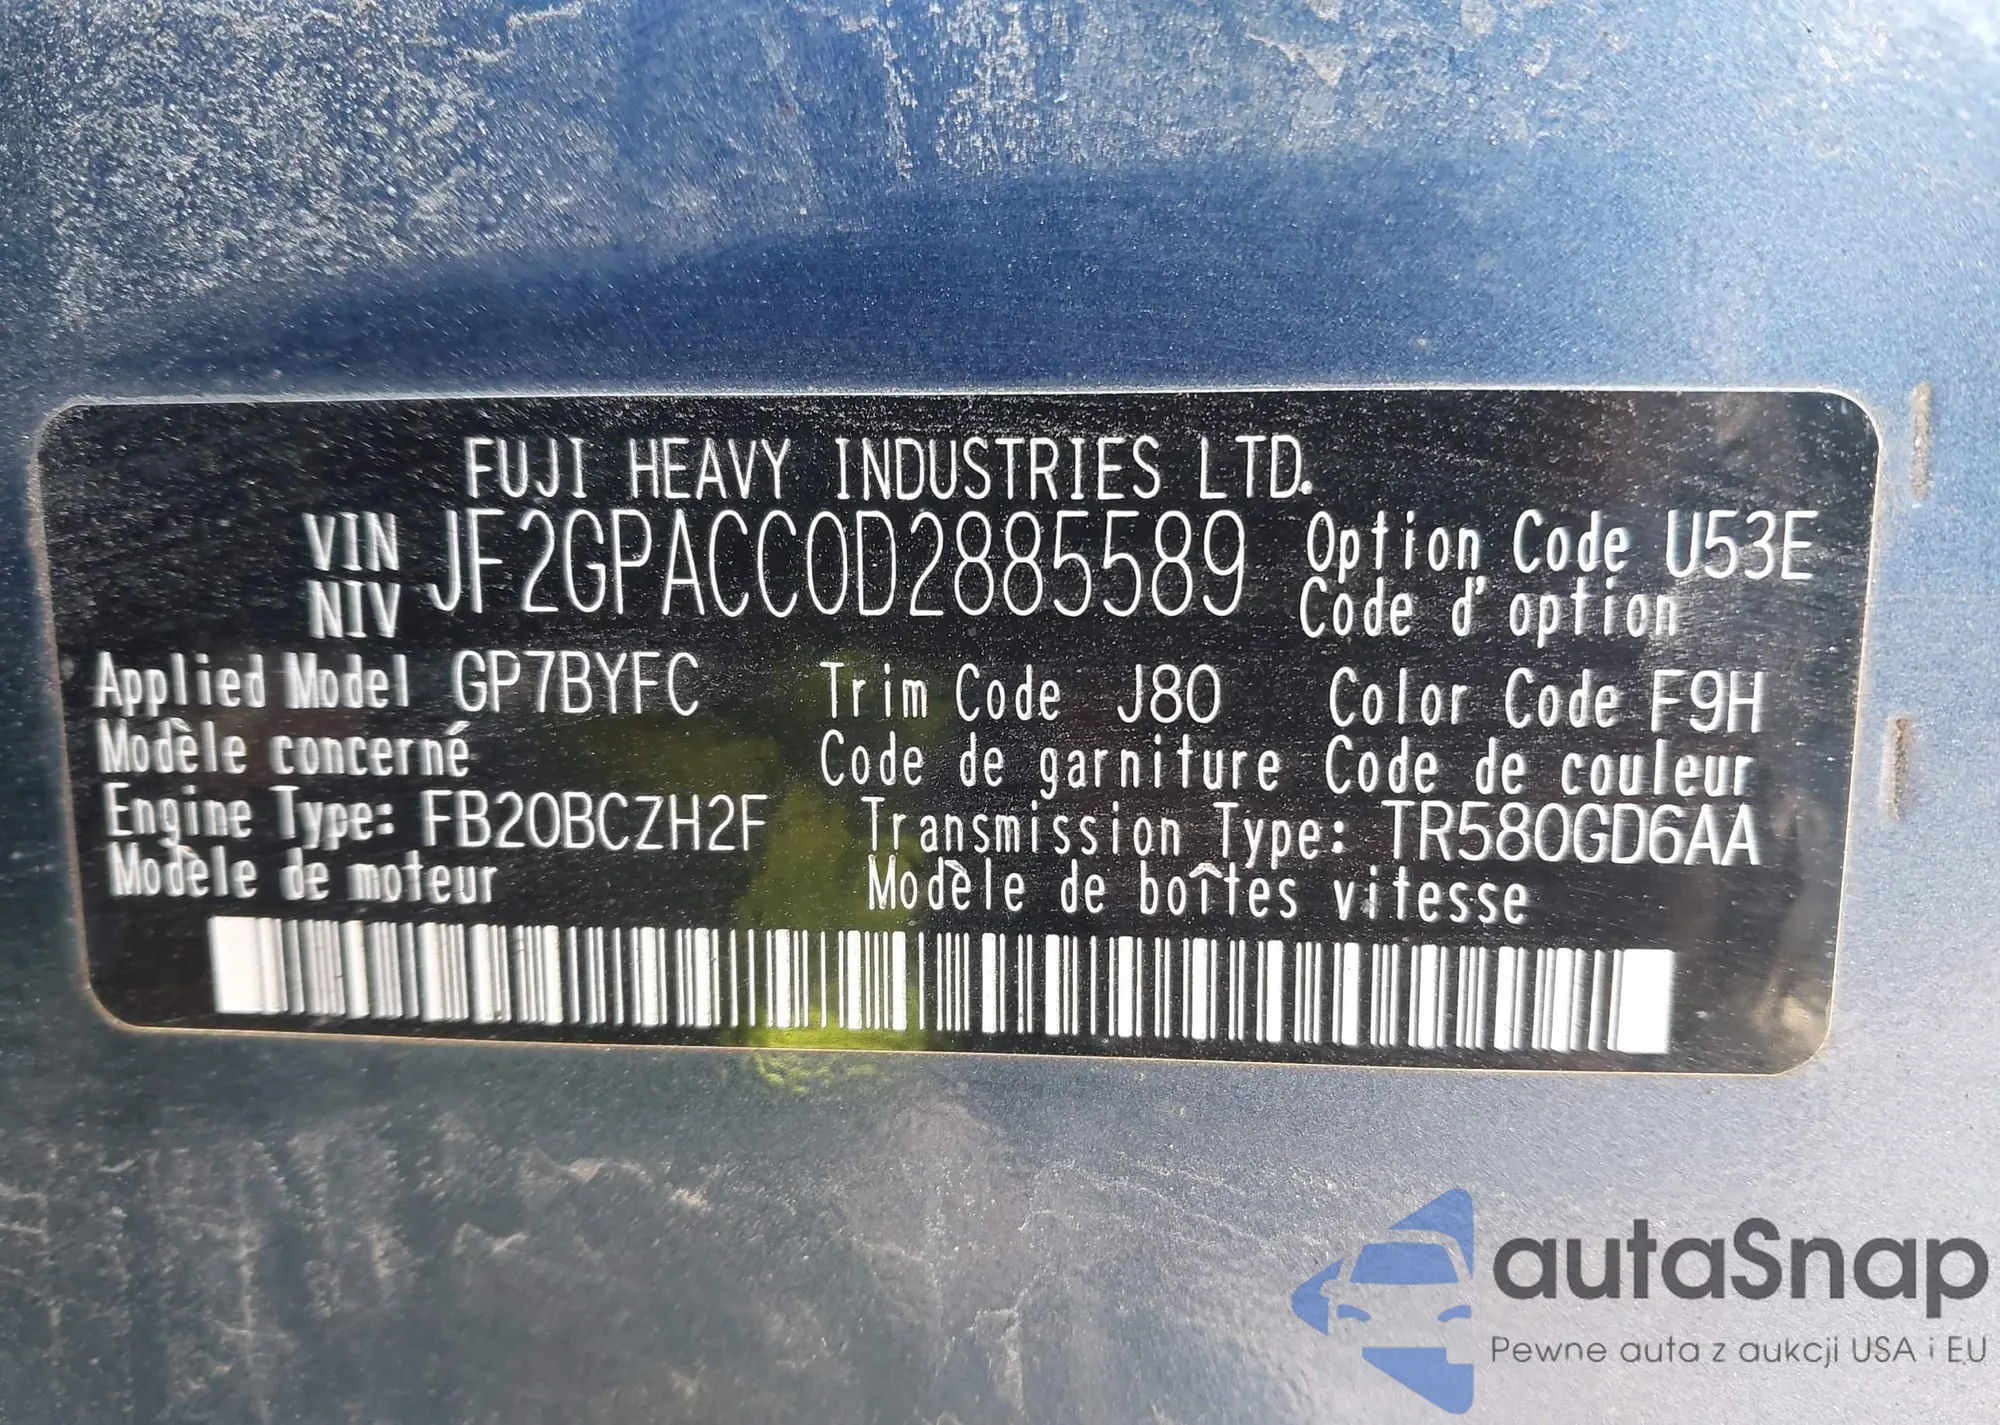 FUJI HEAVY INDUSTRIES LTD.
VIN JF2GPACC0D2885589 Option Code U53E
NIV Code d'option
Applied Model GP7BYFC Trim Code J80 Color Code F9H
Modèle concerné Code de garniture Code de couleur
Engine Type: FB20BCZH2F Transmission Type: TR580GD6AA
Modèle de moteur Modèle de boîtes vitesse
autaSnap
Pewne auta z aukcji USA i EU